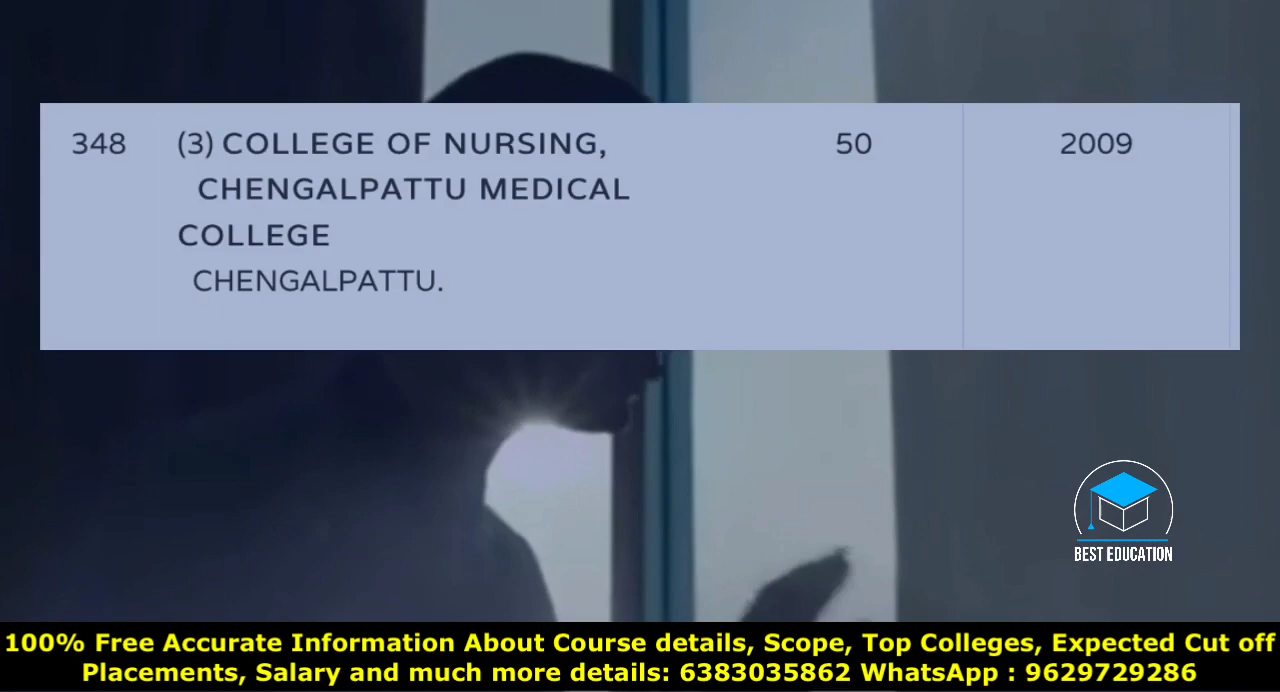 348 (3) COLLEGE OF NURSING, 50 2009
CHENGALPATTU MEDICAL
COLLEGE
CHENGALPATTU.
BEST EDUCATION
100% Free Accurate Information About Course details, Scope, Top Colleges, Expected Cut off
Placements, Salary and much more details: 6383035862 WhatsApp : 9629729286